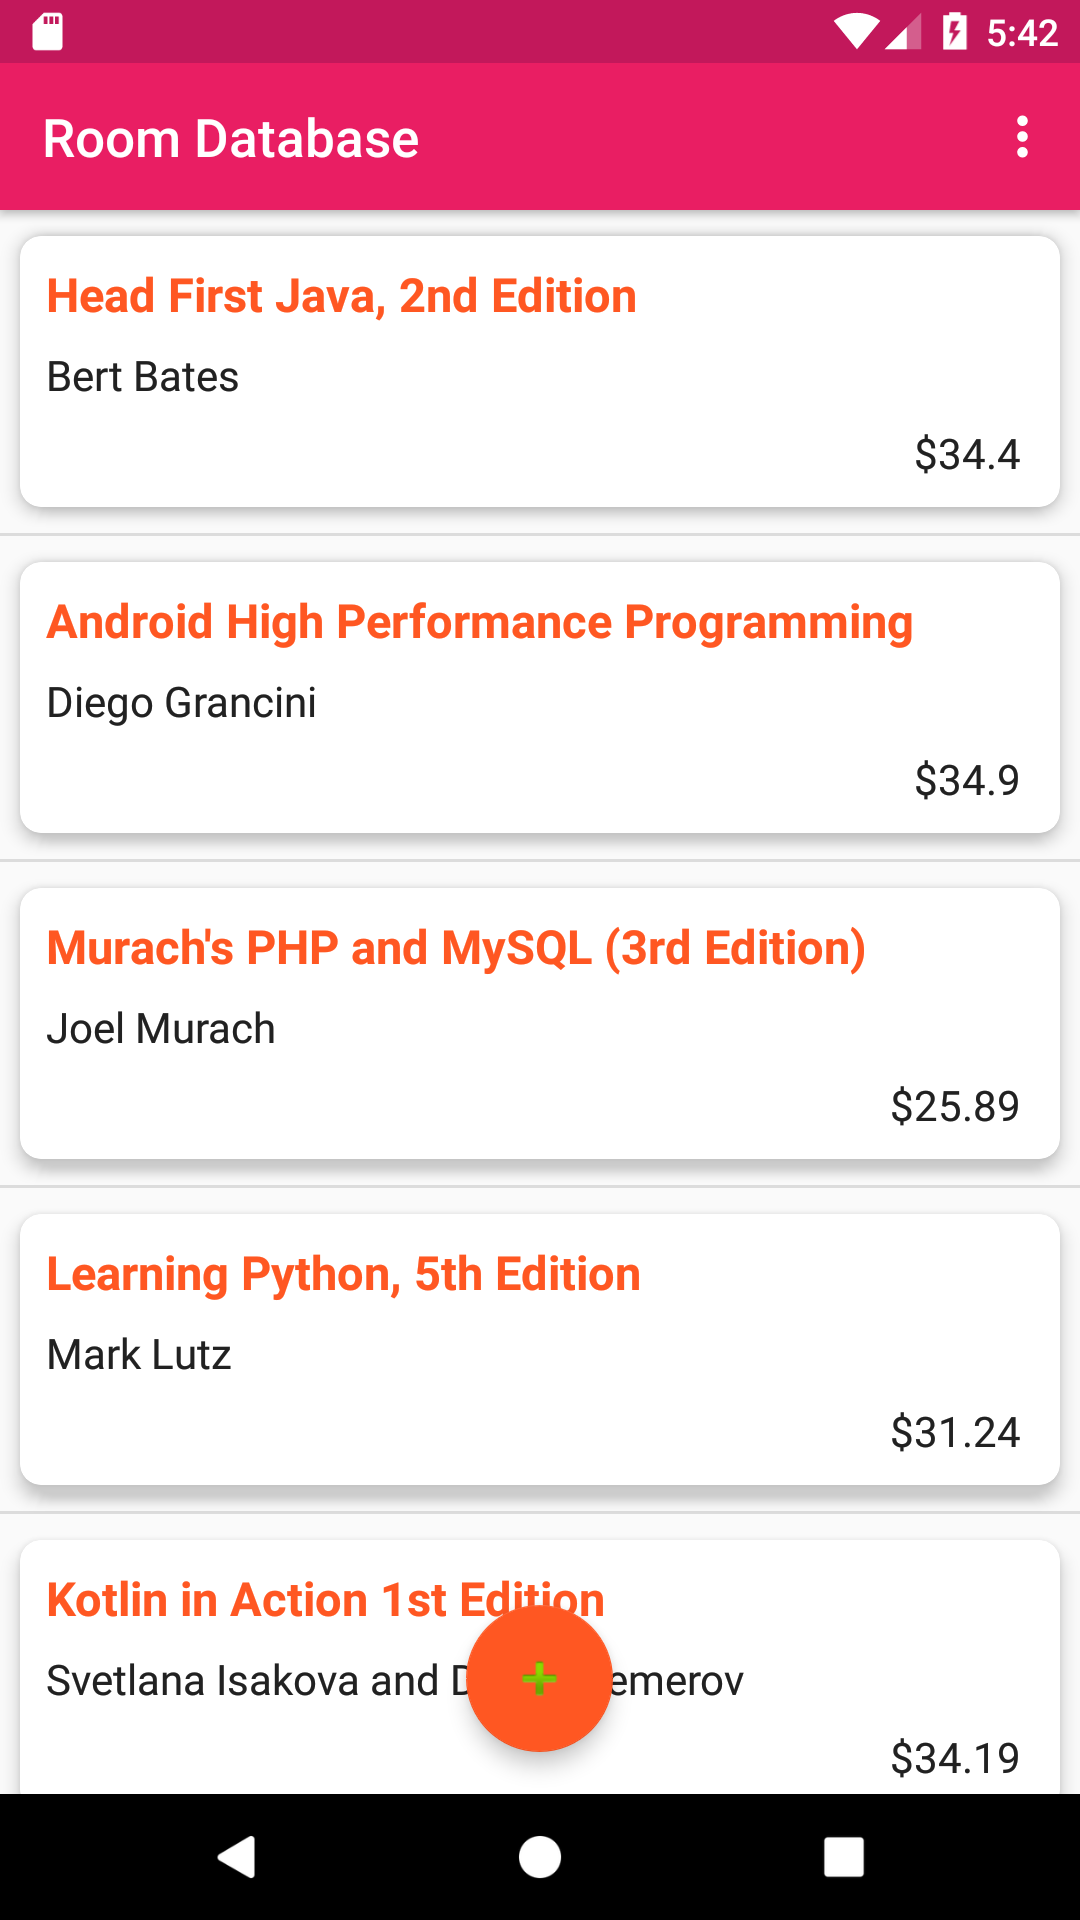 5:42
Room Database
Head First Java, 2nd Edition
Bert Bates
$34.4
Android High Performance Programming
Diego Grancini
$34.9
Murach's PHP and MySQL (3rd Edition)
Joel Murach
$25.89
Learning Python, 5th Edition
Mark Lutz
$31.24
Kotlin in Action 1st Edition
Svetlana Isakova and
$34.19